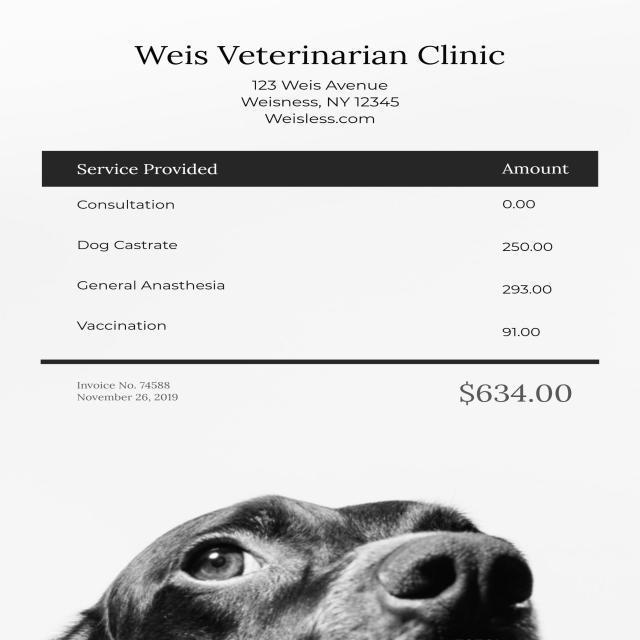 Weis Veterinarian Clinic
123 Weis Avenue
Weisness, NY 12345
Weisless.com
Service Provided Amount
Consultation 0.00
Dog Castrate 250.00
General Anasthesia 293.00
Vaccination 91.00
Invoice No. 74588
November 26, 2019 $634.00